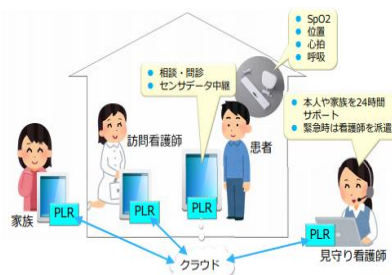 SpO2
位置
心拍
呼吸
相談・問診
センサデータ中継
本人や家族を24時間
サポート
緊急時は看護師を派遣
訪問看護師
患者
家族
PLR
PLR
PLR
PLR
クラウド
見守り看護師